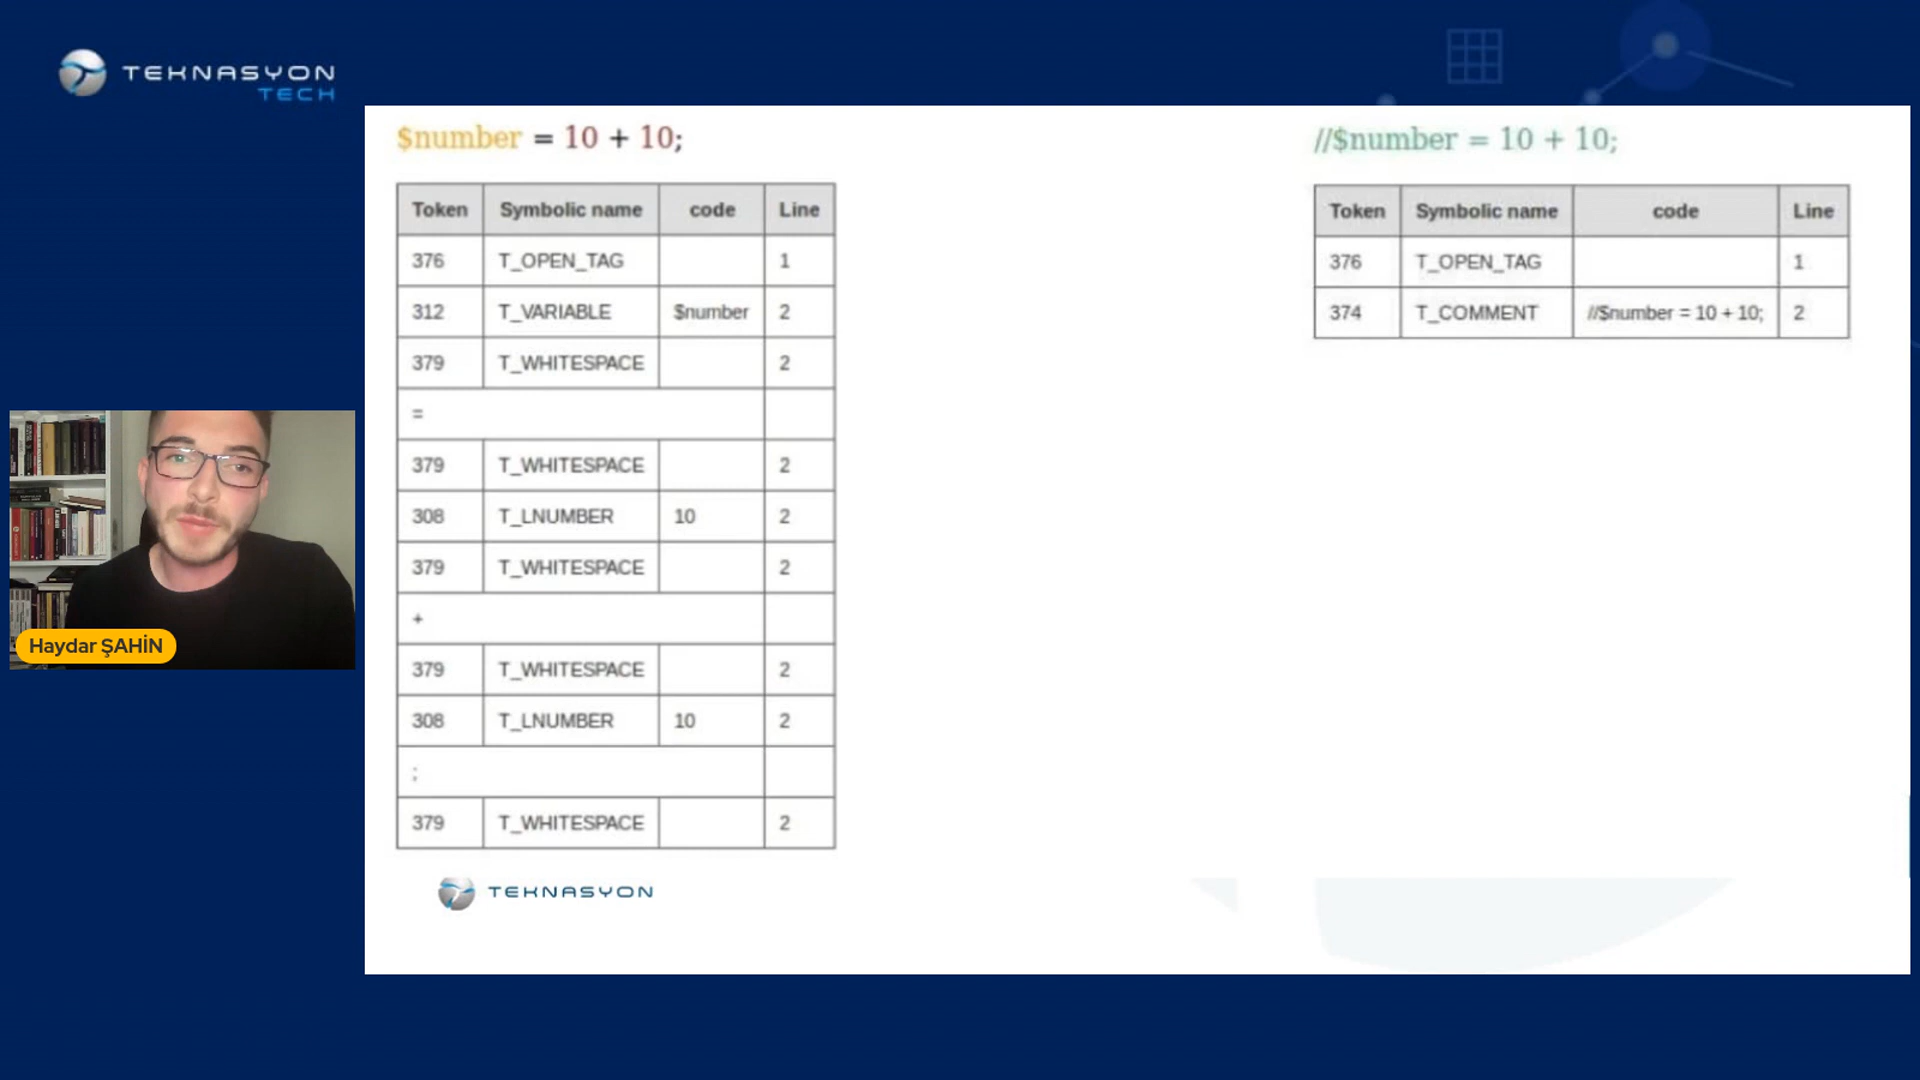 TEKNASYON
TECH
$number = 10 + 10;
Token Symbolic name code Line
376 T_OPEN_TAG 1
312 T_VARIABLE $number 2
379 T_WHITESPACE 2
=
379 T_WHITESPACE 2
308 T_LNUMBER 10 2
379 T_WHITESPACE 2
+
379 T_WHITESPACE 2
308 T_LNUMBER 10 2
;
379 T_WHITESPACE 2
TEKNASYON
//$number = 10 + 10;
Token Symbolic name code Line
376 T_OPEN_TAG 1
374 T_COMMENT //$number = 10 + 10; 2
Haydar ŞAHİN